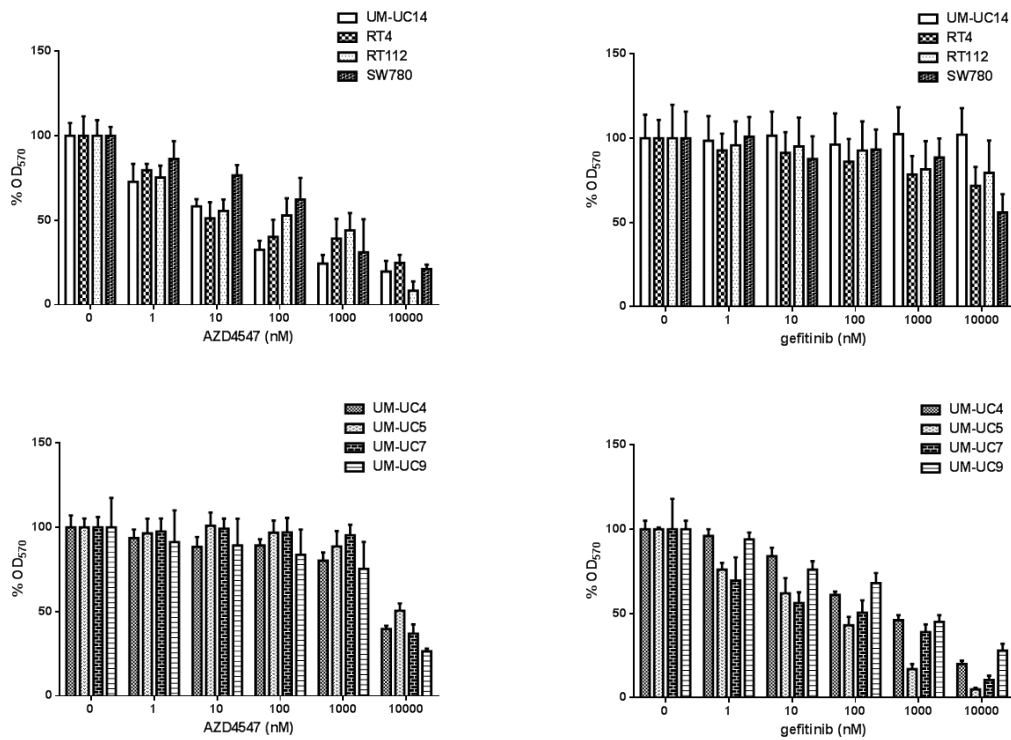 UM-UC14
RT4
RT112
SW780
150
100
50
0
% OD570
0 1 10 100 1000 10000
AZD4547 (nM)
UM-UC14
RT4
RT112
SW780
150
100
50
0
% OD570
0 1 10 100 1000 10000
gefitinib (nM)
UM-UC4
UM-UC5
UM-UC7
UM-UC9
150
100
50
0
% OD570
0 1 10 100 1000 10000
AZD4547 (nM)
UM-UC4
UM-UC5
UM-UC7
UM-UC9
150
100
50
0
% OD570
0 1 10 100 1000 10000
gefitinib (nM)